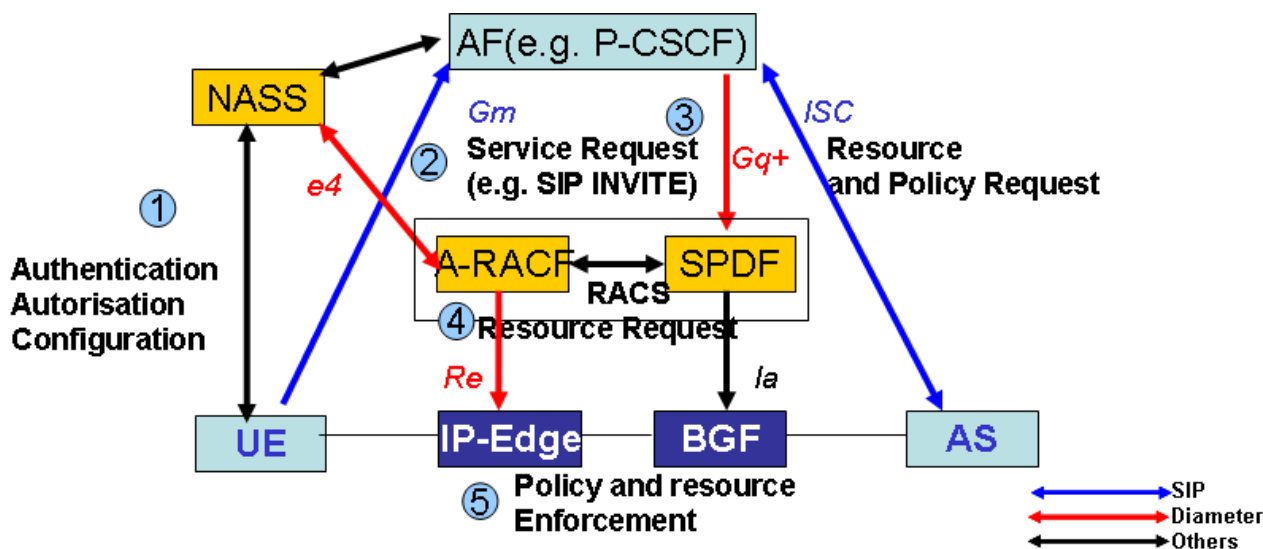 AF(e.g. P-CSCF)
NASS
Gm
3
ISC
2
Service Request
(e.g. SIP INVITE)
Gq+
Resource
and Policy Request
e4
1
Authentication
Autorisation
Configuration
A-RACF
SPDF
RACS
4
Resource Request
Re
Ia
UE
IP-Edge
BGF
AS
5
Policy and resource
Enforcement
SIP
Diameter
Others